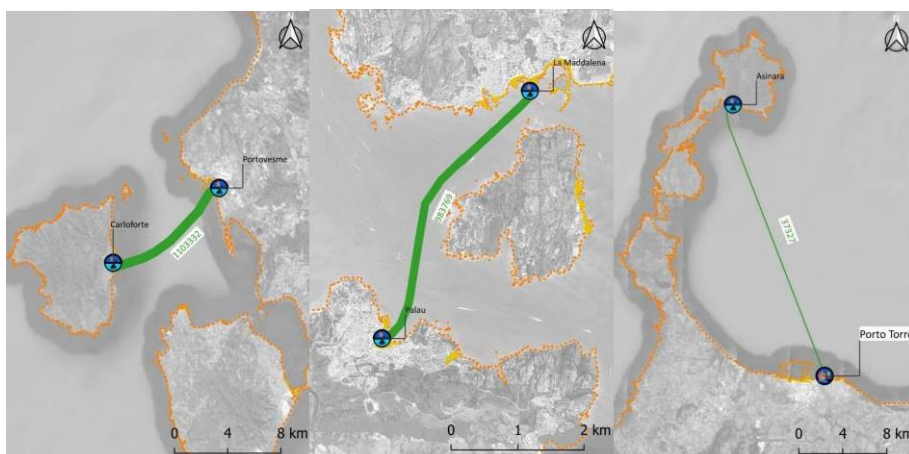 Portovesme
Carloforte
1103332
0 4 8 km
La Maddalena
983769
Palau
0 1 2 km
Asinara
37327
Porto Torre
0 4 8 km